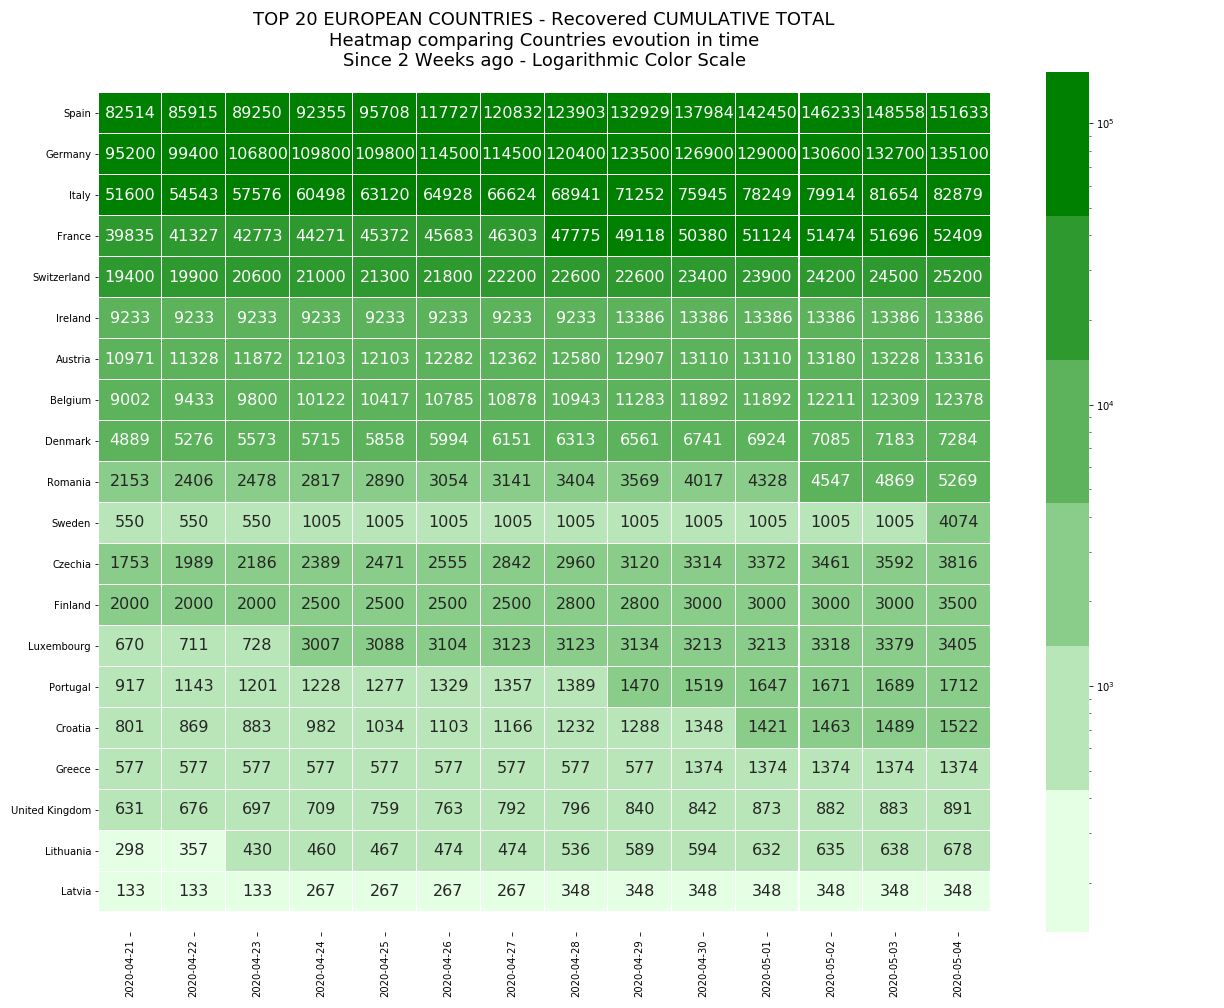 TOP 20 EUROPEAN COUNTRIES - Recovered CUMULATIVE TOTAL
Heatmap comparing Countries evoution in time
Since 2 Weeks ago - Logarithmic Color Scale
Spain 82514 85915 89250 92355 95708 117727 120832 123903 132929 137984 142450 146233 148558 151633
Germany 95200 99400 106800 109800 109800 114500 114500 120400 123500 126900 129000 130600 132700 135100
Italy 51600 54543 57576 60498 63120 64928 66624 68941 71252 75945 78249 79914 81654 82879
France 39835 41327 42773 44271 45372 45683 46303 47775 49118 50380 51124 51474 51696 52409
Switzerland 19400 19900 20600 21000 21300 21800 22200 22600 22600 23400 23900 24200 24500 25200
Ireland 9233 9233 9233 9233 9233 9233 9233 9233 13386 13386 13386 13386 13386 13386
Austria 10971 11328 11872 12103 12103 12282 12362 12580 12907 13110 13110 13180 13228 13316
Belgium 9002 9433 9800 10122 10417 10785 10878 10943 11283 11892 11892 12211 12309 12378
Denmark 4889 5276 5573 5715 5858 5994 6151 6313 6561 6741 6924 7085 7183 7284
Romania 2153 2406 2478 2817 2890 3054 3141 3404 3569 4017 4328 4547 4869 5269
Sweden 550 550 550 1005 1005 1005 1005 1005 1005 1005 1005 1005 1005 4074
Czechia 1753 1989 2186 2389 2471 2555 2842 2960 3120 3314 3372 3461 3592 3816
Finland 2000 2000 2000 2500 2500 2500 2500 2800 2800 3000 3000 3000 3000 3500
Luxembourg 670 711 728 3007 3088 3104 3123 3123 3134 3213 3213 3318 3379 3405
Portugal 917 1143 1201 1228 1277 1329 1357 1389 1470 1519 1647 1671 1689 1712
Croatia 801 869 883 982 1034 1103 1166 1232 1288 1348 1421 1463 1489 1522
Greece 577 577 577 577 577 577 577 577 577 1374 1374 1374 1374 1374
United Kingdom 631 676 697 709 759 763 792 796 840 842 873 882 883 891
Lithuania 298 357 430 460 467 474 474 536 589 594 632 635 638 678
Latvia 133 133 133 267 267 267 267 348 348 348 348 348 348 348
2020-04-21 2020-04-22 2020-04-23 2020-04-24 2020-04-25 2020-04-26 2020-04-27 2020-04-28 2020-04-29 2020-04-30 2020-05-01 2020-05-02 2020-05-03 2020-05-04
10⁵
10⁴
10³